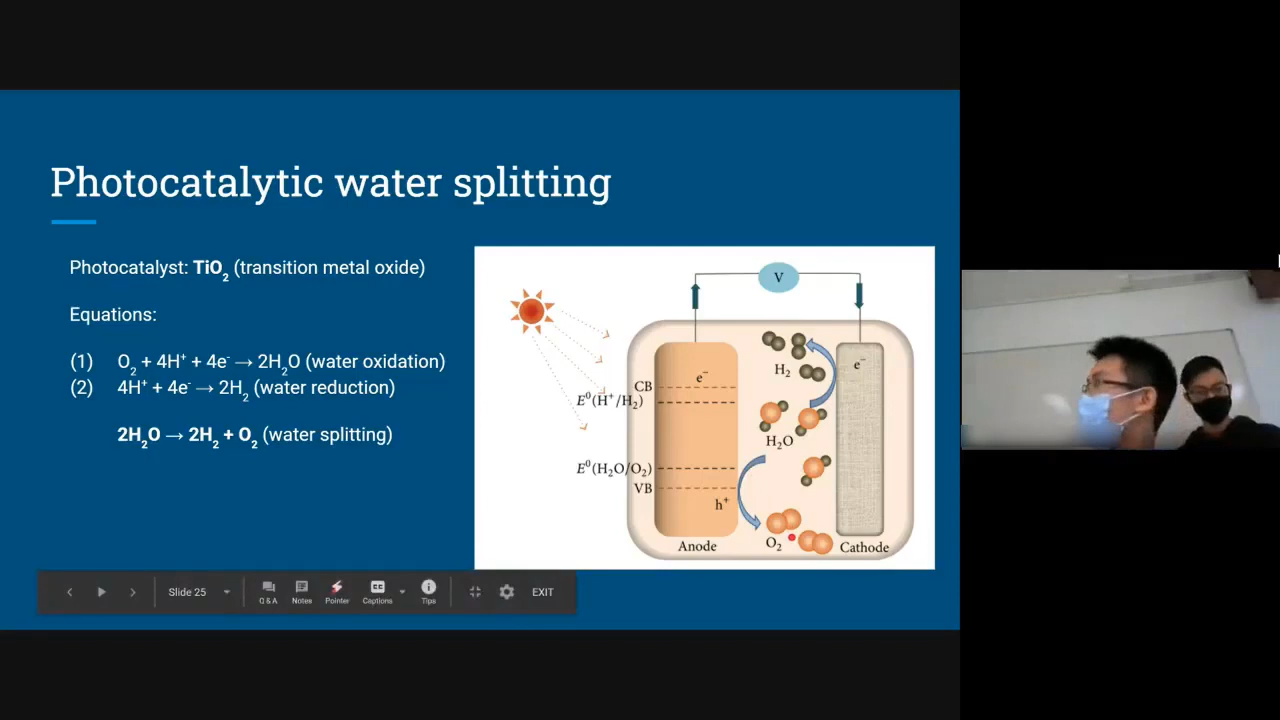 Photocatalytic water splitting
Photocatalyst: TiO₂ (transition metal oxide)
Equations:
(1) O₂ + 4H⁺ + 4e⁻ → 2H₂O (water oxidation)
(2) 4H⁺ + 4e⁻ → 2H₂ (water reduction)
2H₂O → 2H₂ + O₂ (water splitting)
V
e⁻
e⁻
CB
E⁰(H⁺/H₂)
H₂
H₂O
E⁰(H₂O/O₂)
VB
h⁺
O₂
Anode
Cathode
Slide 25
Q & A
Notes
Pointer
CC
Captions
Tips
EXIT